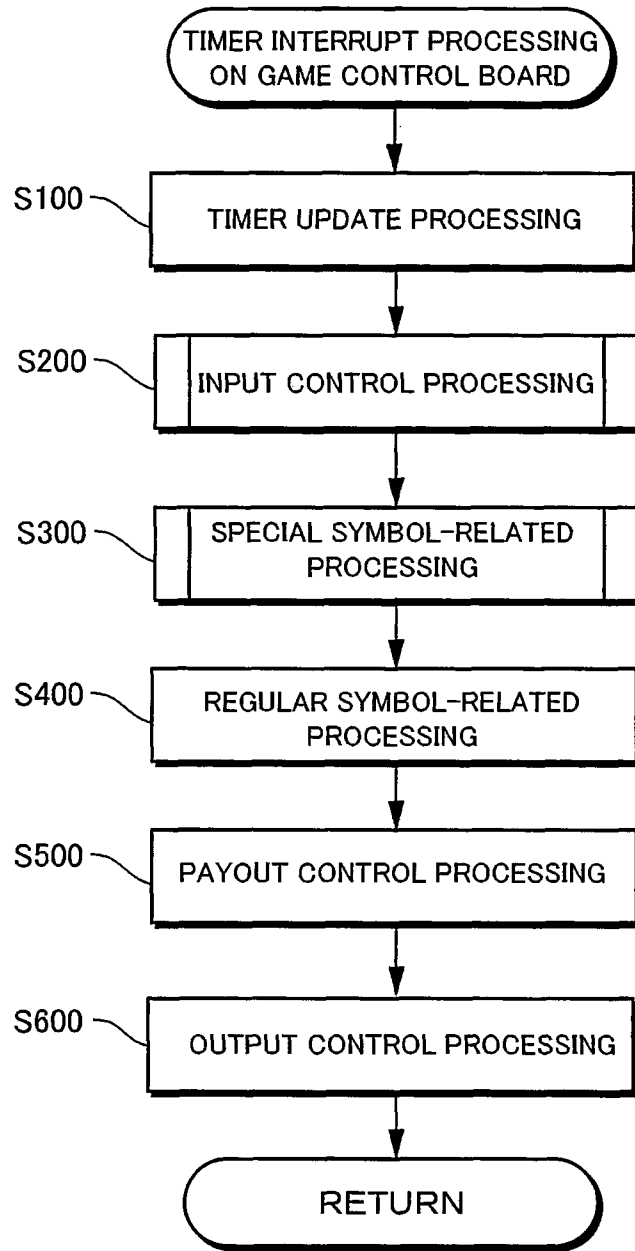 TIMER INTERRUPT PROCESSING
ON GAME CONTROL BOARD
S100
TIMER UPDATE PROCESSING
S200
INPUT CONTROL PROCESSING
S300
SPECIAL SYMBOL-RELATED
PROCESSING
S400
REGULAR SYMBOL-RELATED
PROCESSING
S500
PAYOUT CONTROL PROCESSING
S600
OUTPUT CONTROL PROCESSING
RETURN